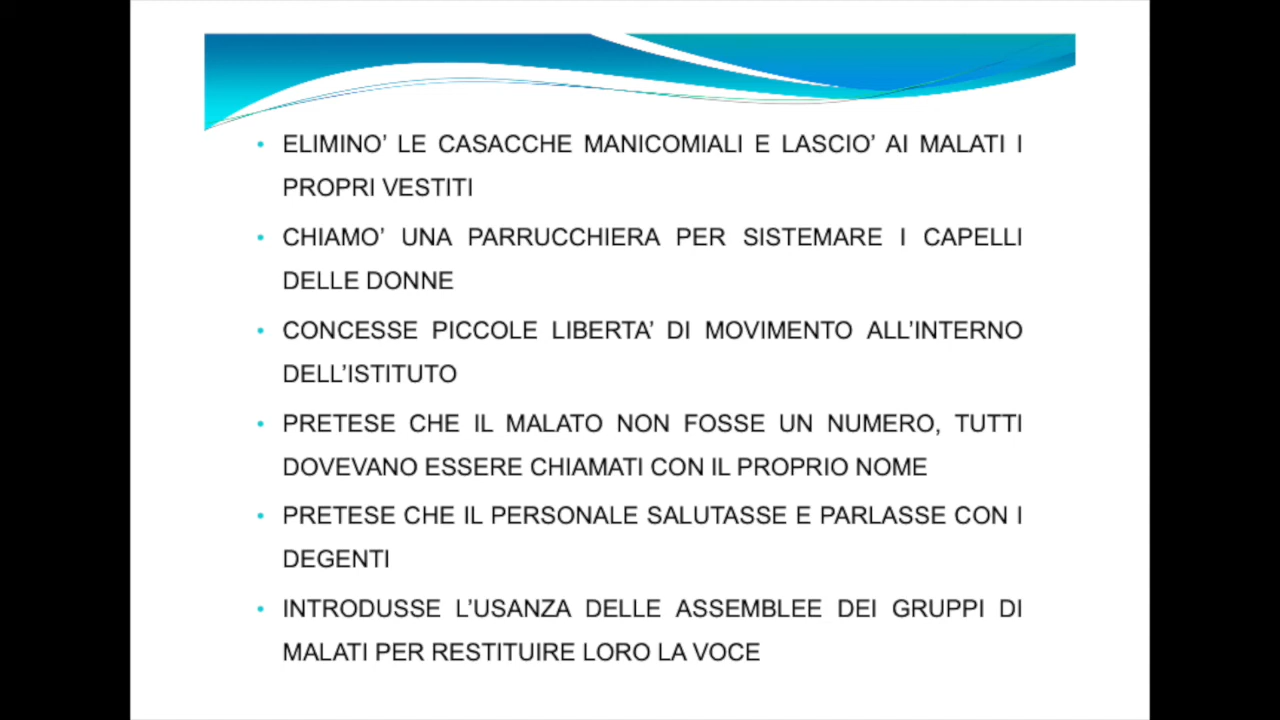 • ELIMINO’ LE CASACCHE MANICOMIALI E LASCIO’ AI MALATI I
PROPRI VESTITI
• CHIAMO’ UNA PARRUCCHIERA PER SISTEMARE I CAPELLI
DELLE DONNE
• CONCESSE PICCOLE LIBERTA’ DI MOVIMENTO ALL’INTERNO
DELL’ISTITUTO
• PRETESE CHE IL MALATO NON FOSSE UN NUMERO, TUTTI
DOVEVANO ESSERE CHIAMATI CON IL PROPRIO NOME
• PRETESE CHE IL PERSONALE SALUTASSE E PARLASSE CON I
DEGENTI
• INTRODUSSE L’USANZA DELLE ASSEMBLEE DEI GRUPPI DI
MALATI PER RESTITUIRE LORO LA VOCE